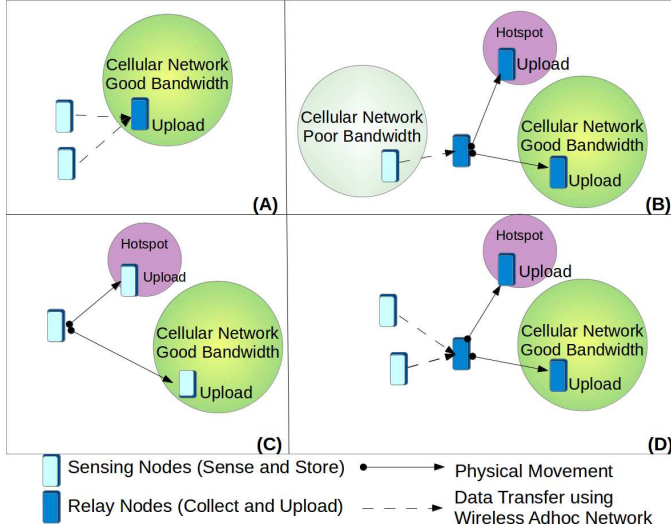 Cellular Network
Good Bandwidth
Upload
(A)
Hotspot
Upload
Cellular Network
Poor Bandwidth
Cellular Network
Good Bandwidth
Upload
(B)
Hotspot
Upload
Cellular Network
Good Bandwidth
Upload
(C)
Hotspot
Upload
Cellular Network
Good Bandwidth
Upload
(D)
Sensing Nodes (Sense and Store)
Physical Movement
Relay Nodes (Collect and Upload)
Data Transfer using
Wireless Adhoc Network